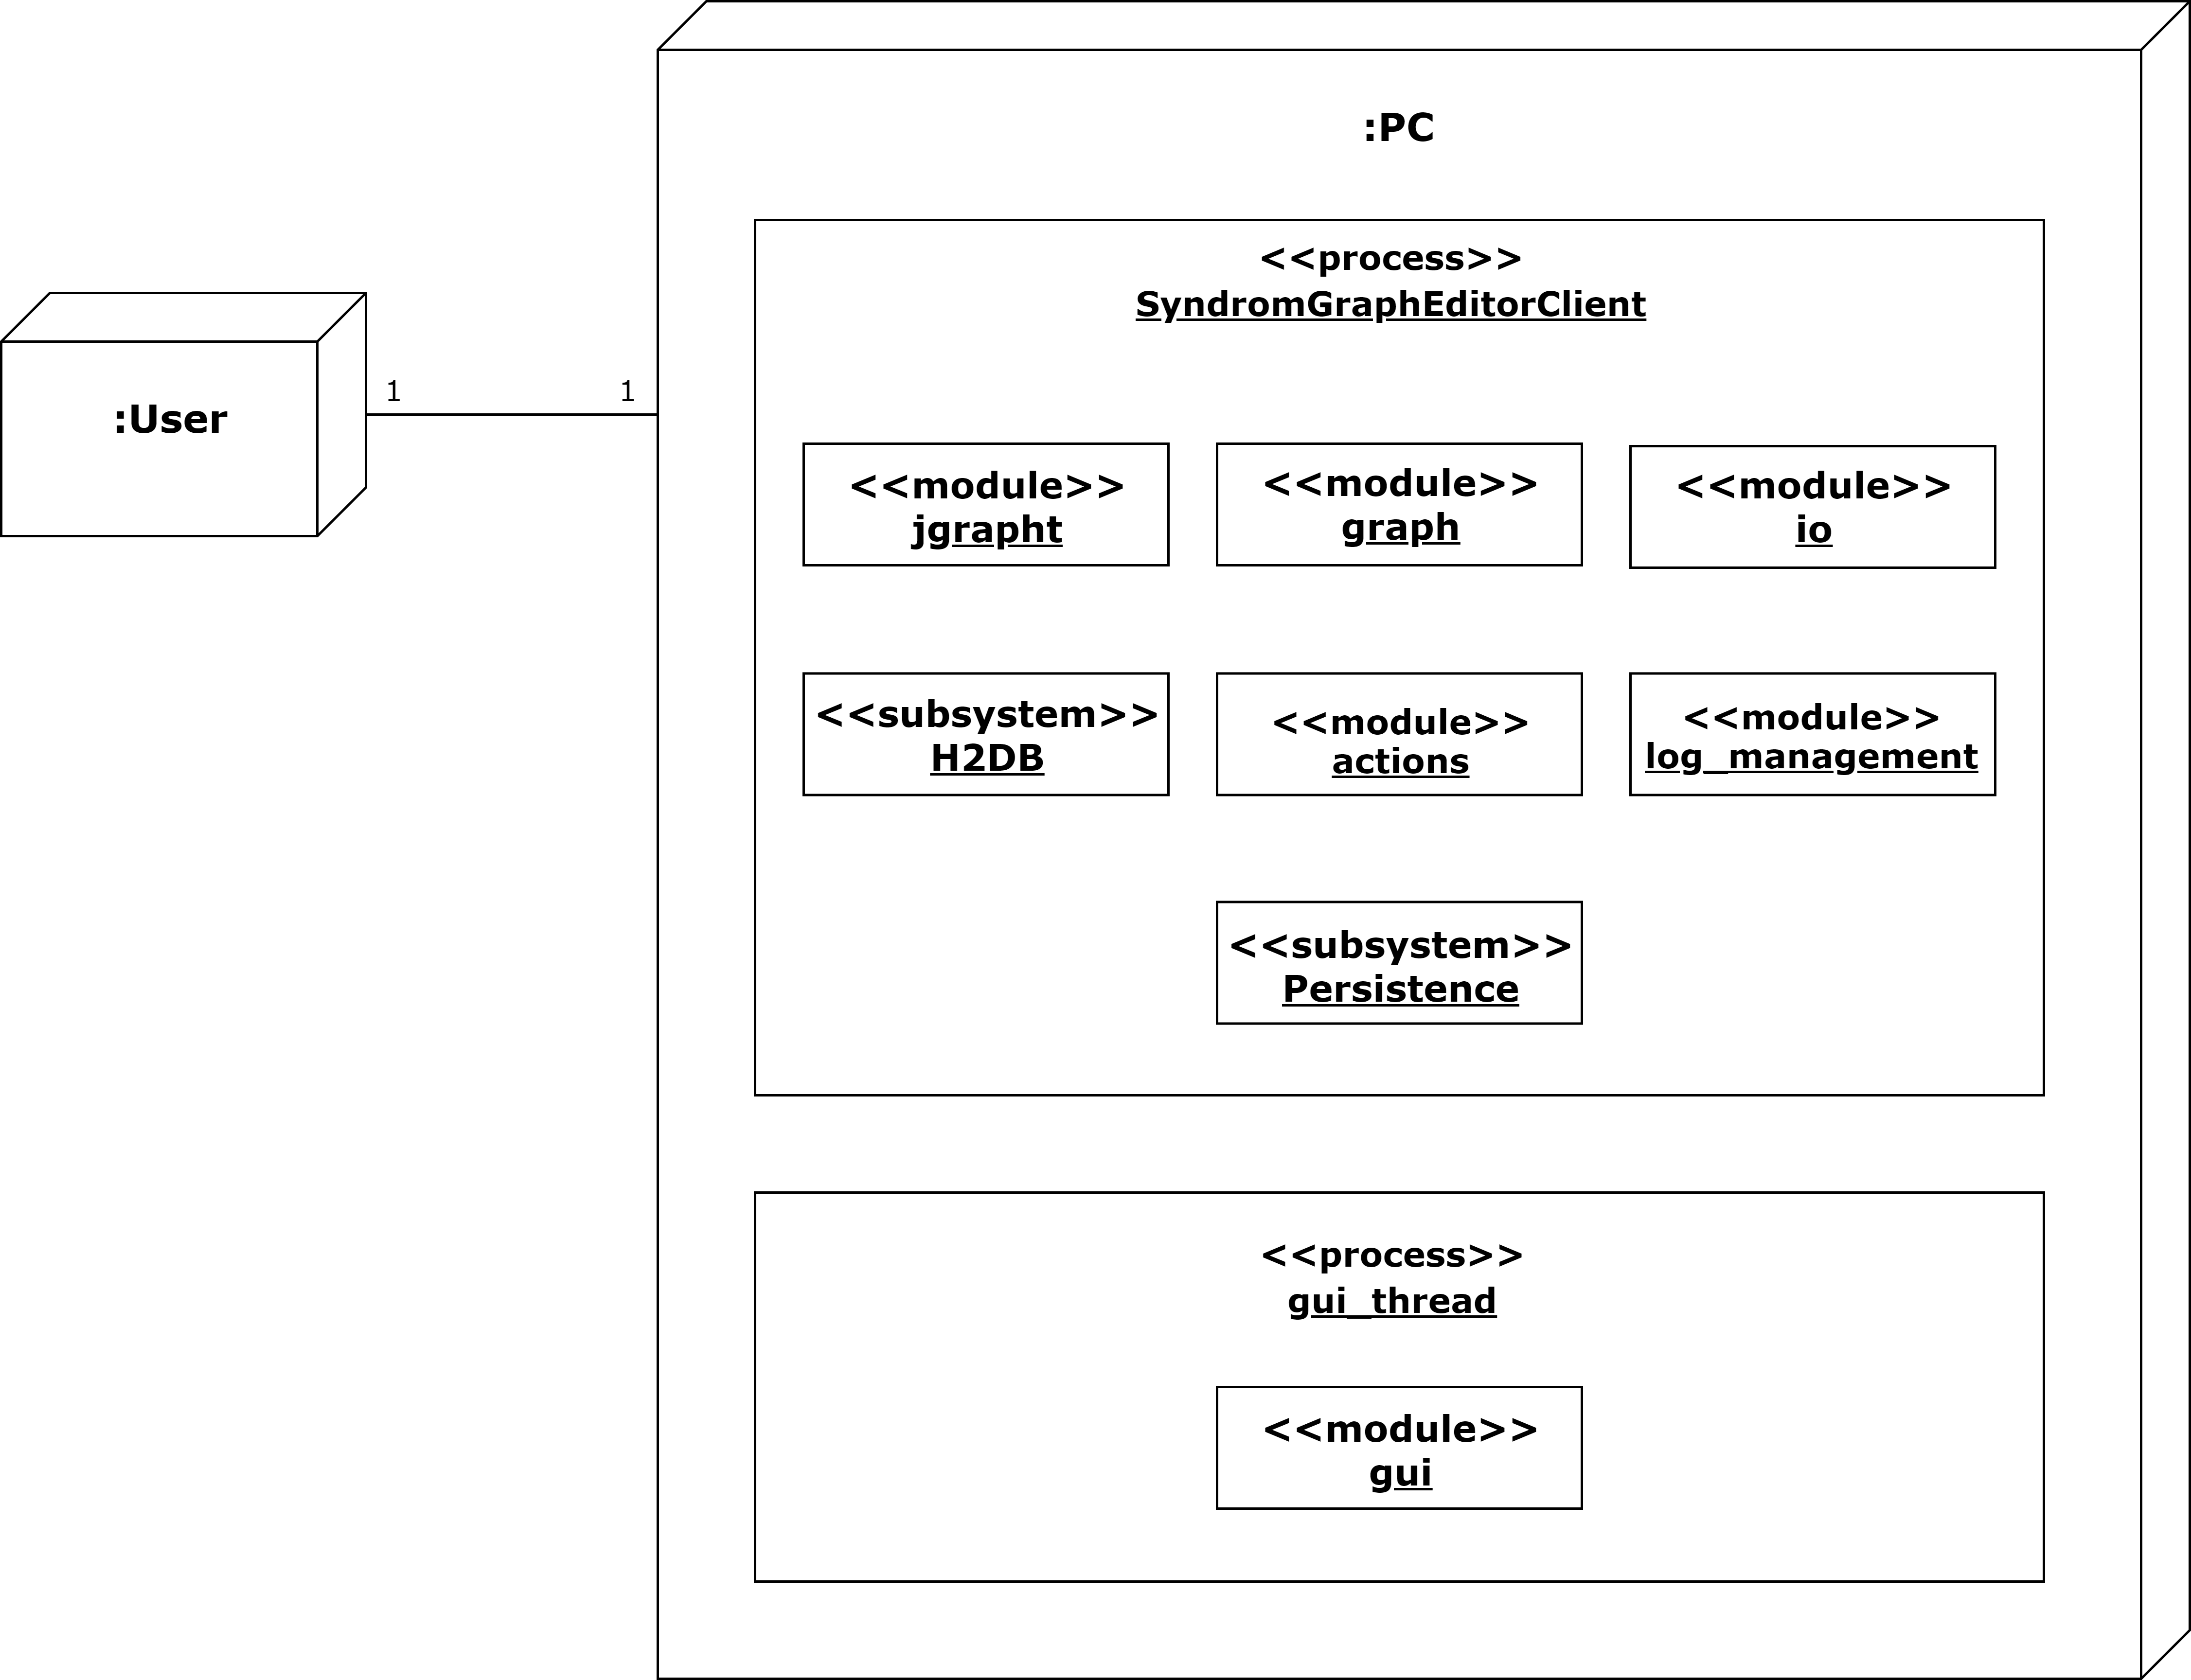 :PC
<<process>>
SyndromGraphEditorClient
:User
1
1
<<module>>
jgrapht
<<module>>
graph
<<module>>
io
<<subsystem>>
H2DB
<<module>>
actions
<<module>>
log_management
<<subsystem>>
Persistence
<<process>>
gui_thread
<<module>>
gui